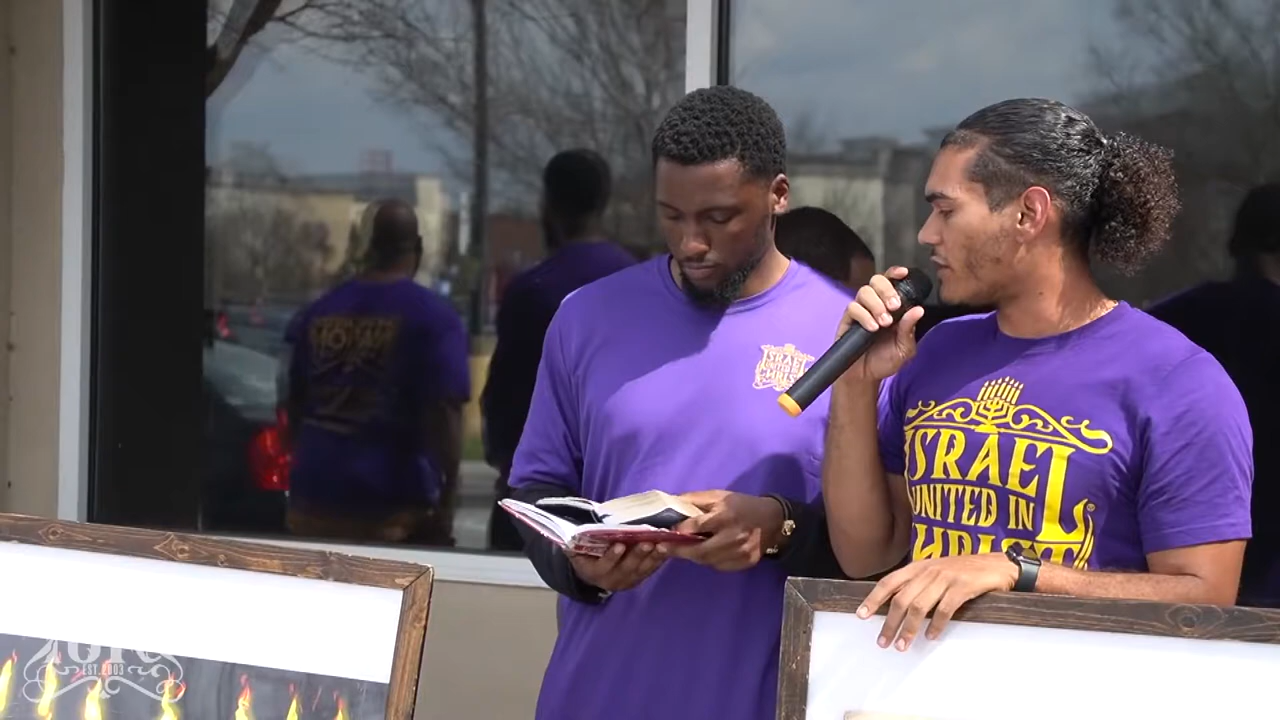 ISRAEL
UNITED IN
CHRIST
ISRAEL
UNITED IN
CHRIST
EST. 2003